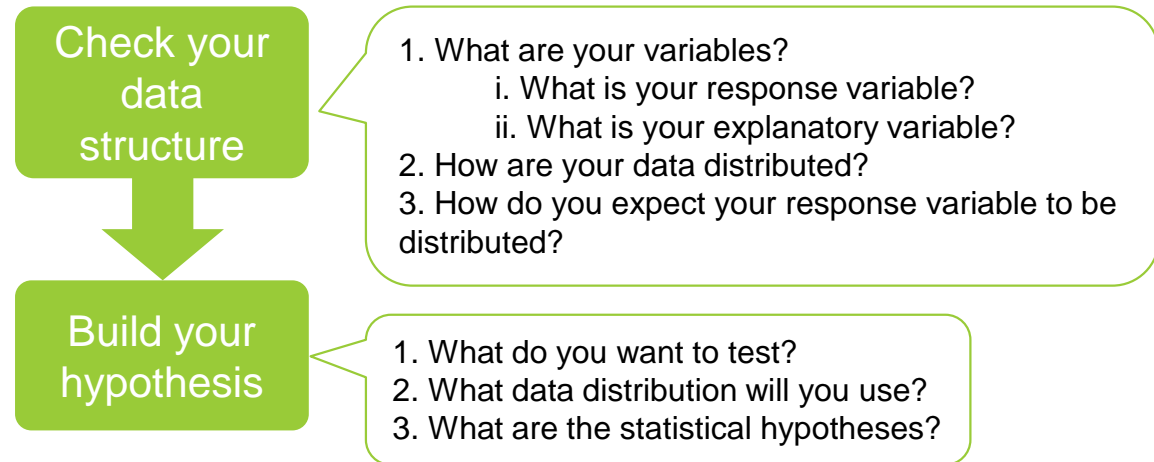 Check your
data
structure
1. What are your variables?
i. What is your response variable?
ii. What is your explanatory variable?
2. How are your data distributed?
3. How do you expect your response variable to be
distributed?
Build your
hypothesis
1. What do you want to test?
2. What data distribution will you use?
3. What are the statistical hypotheses?